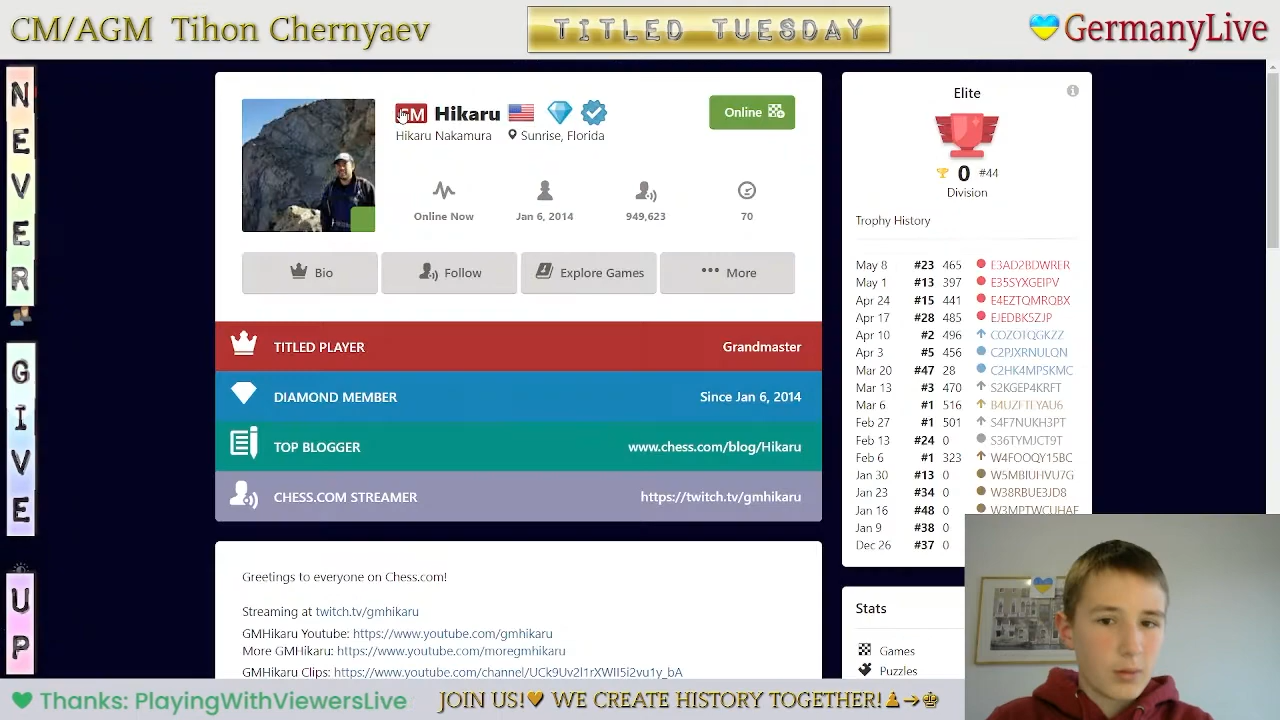 CM/AGM Tihon Chernyaev
TITLED TUESDAY
GermanyLive
NEVER
GIVE
UP
Hikaru
Hikaru Nakamura Sunrise, Florida
Online
Online Now Jan 6, 2014 949,623 70
Bio Follow Explore Games More
TITLED PLAYER Grandmaster
DIAMOND MEMBER Since Jan 6, 2014
TOP BLOGGER www.chess.com/blog/Hikaru
CHESS.COM STREAMER https://twitch.tv/gmhikaru
Greetings to everyone on Chess.com!
Streaming at twitch.tv/gmhikaru
GMHikaru Youtube: https://www.youtube.com/gmhikaru
More GMHikaru: https://www.youtube.com/moregmhikaru
GMHikaru Clips:
Elite
0 #44
Division
Trophy History
May 8 #23 465 E3AD2BDWRER
May 1 #13 397 E35SYXGEIPV
Apr 24 #15 441 E4EZTQMRQBX
Apr 17 #28 485 EJEDBK5ZJP
Apr 10 #2 496 COZOTQGKZZ
Apr 3 #5 456 C2PJXRNULQN
Mar 20 #47 28 C2HK4MPSKMC
Mar 13 #3 470 S2KGEP4KRFT
Mar 6 #1 516
Feb 27 #1 501 S4F7NUKH3PT
Feb 13 #24 0 S36TYMJCT9T
Feb 6 #1 323 W4FOOQY15BC
Jan 30 #13 0 W5MBIUHVU7G
Jan 23 #34 0 W38RBUE3JD8
Jan 16 #48 0
Jan 9 #38 0
Dec 26 #37 0
Stats
Games
Puzzles
Thanks: PlayingWithViewersLive
JOIN US! WE CREATE HISTORY TOGETHER!